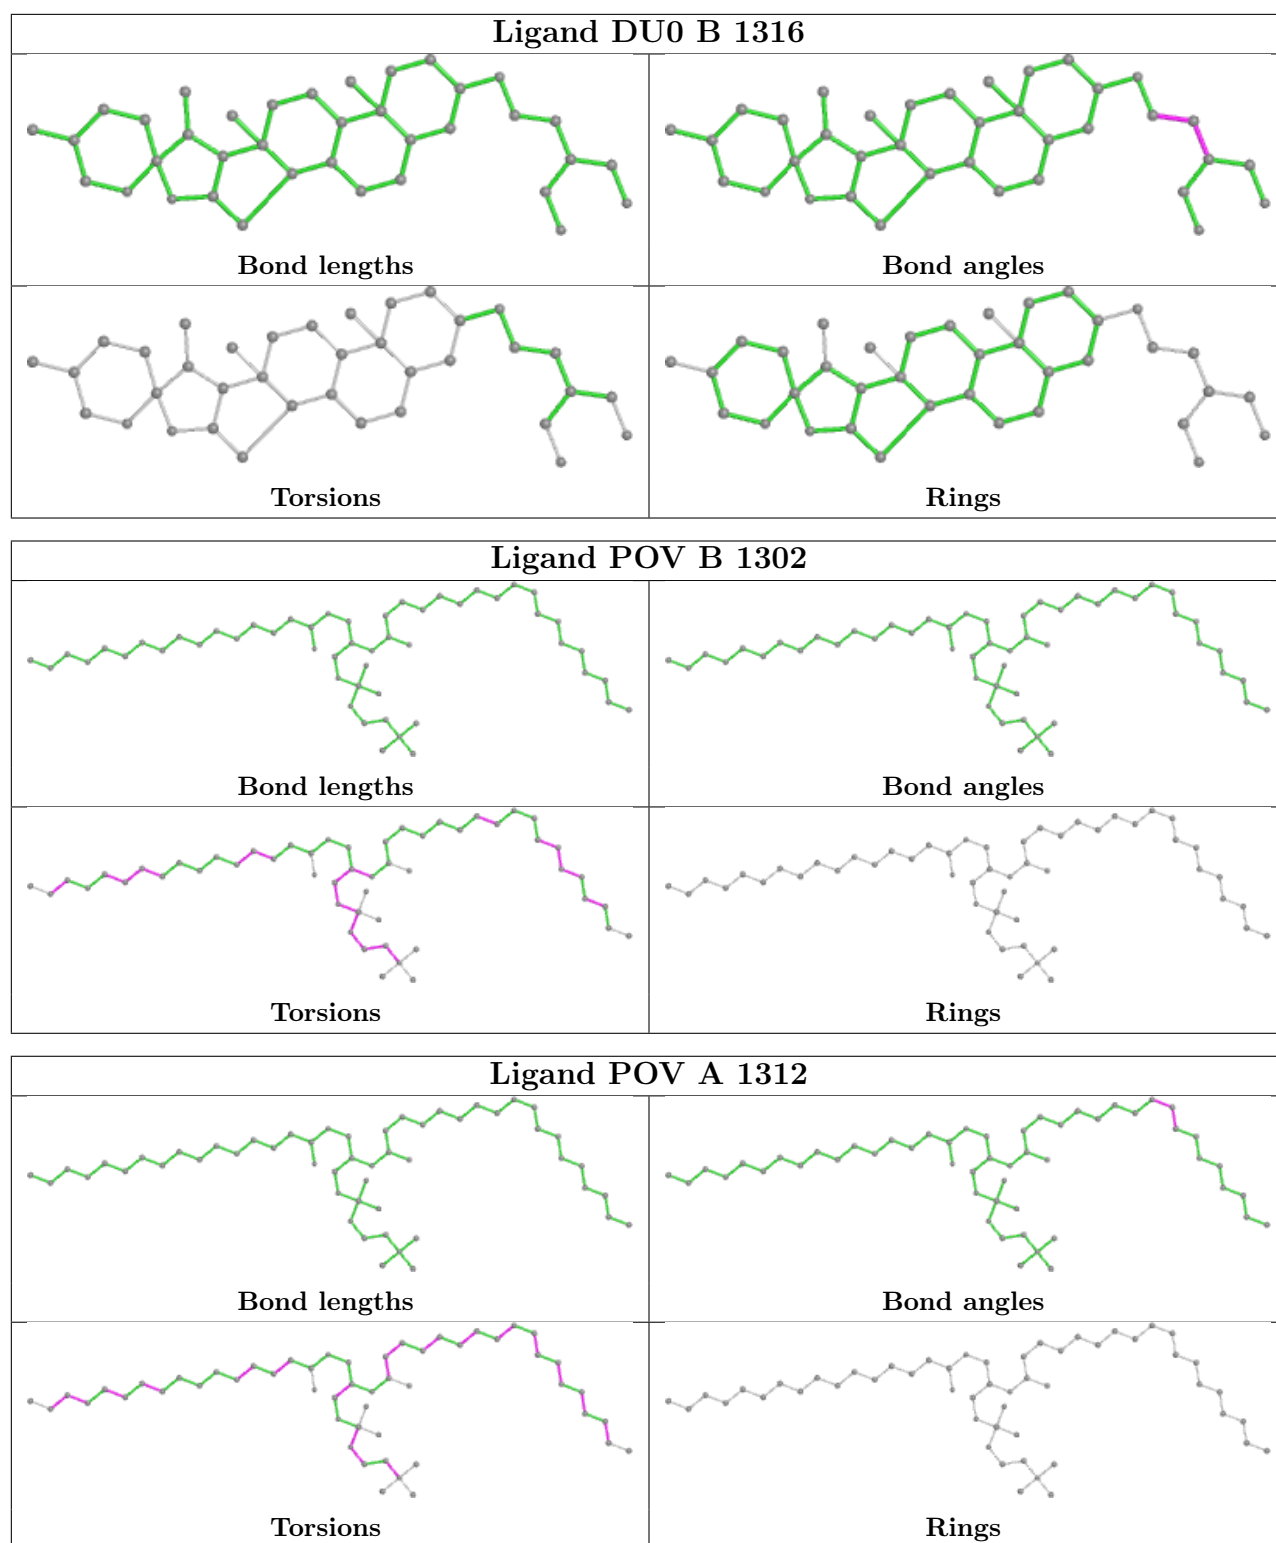 Ligand DU0 B 1316
Bond lengths
Bond angles
Torsions
Rings
Ligand POV B 1302
Bond lengths
Bond angles
Torsions
Rings
Ligand POV A 1312
Bond lengths
Bond angles
Torsions
Rings